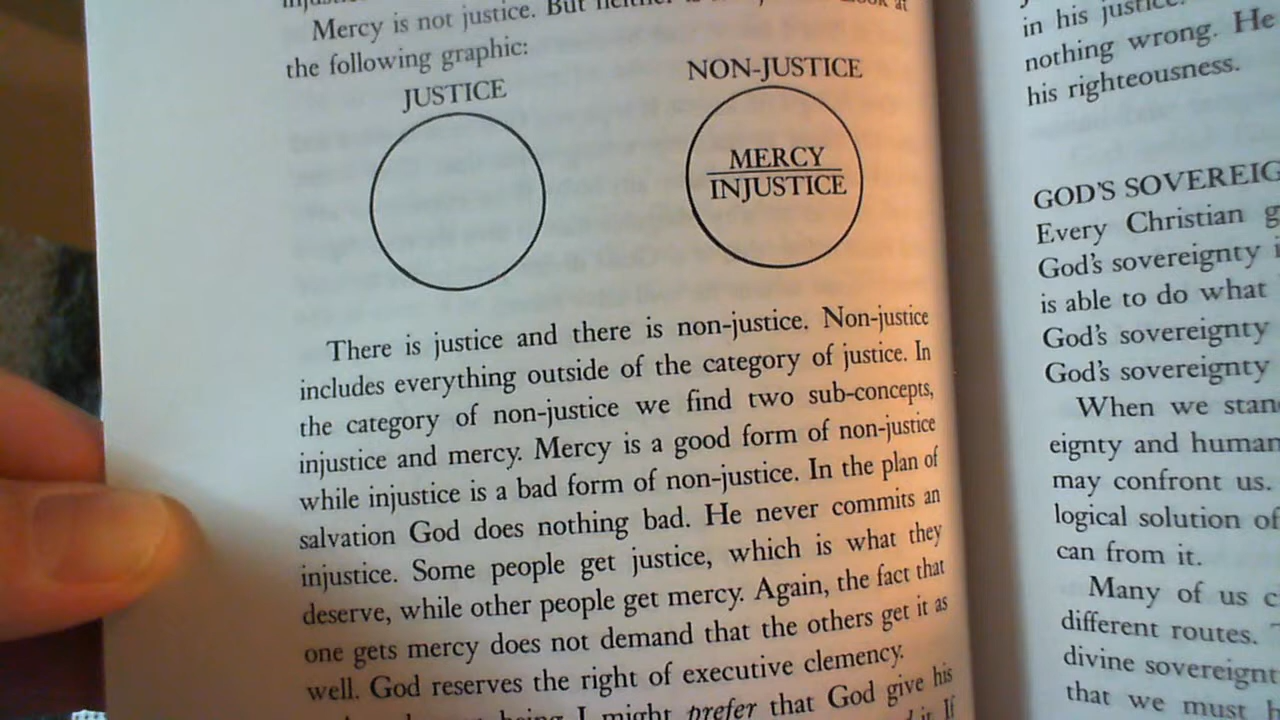 Mercy is not justice. But neither is
the following graphic:
JUSTICE
NON-JUSTICE
MERCY
INJUSTICE
There is justice and there is non-justice. Non-justice
includes everything outside of the category of justice. In
the category of non-justice we find two sub-concepts,
injustice and mercy. Mercy is a good form of non-justice
while injustice is a bad form of non-justice. In the plan of
salvation God does nothing bad. He never commits an
injustice. Some people get justice, which is what they
deserve, while other people get mercy. Again, the fact that
one gets mercy does not demand that the others get it as
well. God reserves the right of executive clemency.
I might prefer that God give his
If
in his justice.
nothing wrong. He
his righteousness.
GOD'S SOVEREIG
Every Christian g
God's sovereignty i
is able to do what
God's sovereignty
God's sovereignty
When we stan
eignty and human
may confront us.
logical solution of
can from it.
Many of us c
different routes.
divine sovereignt
that we must h